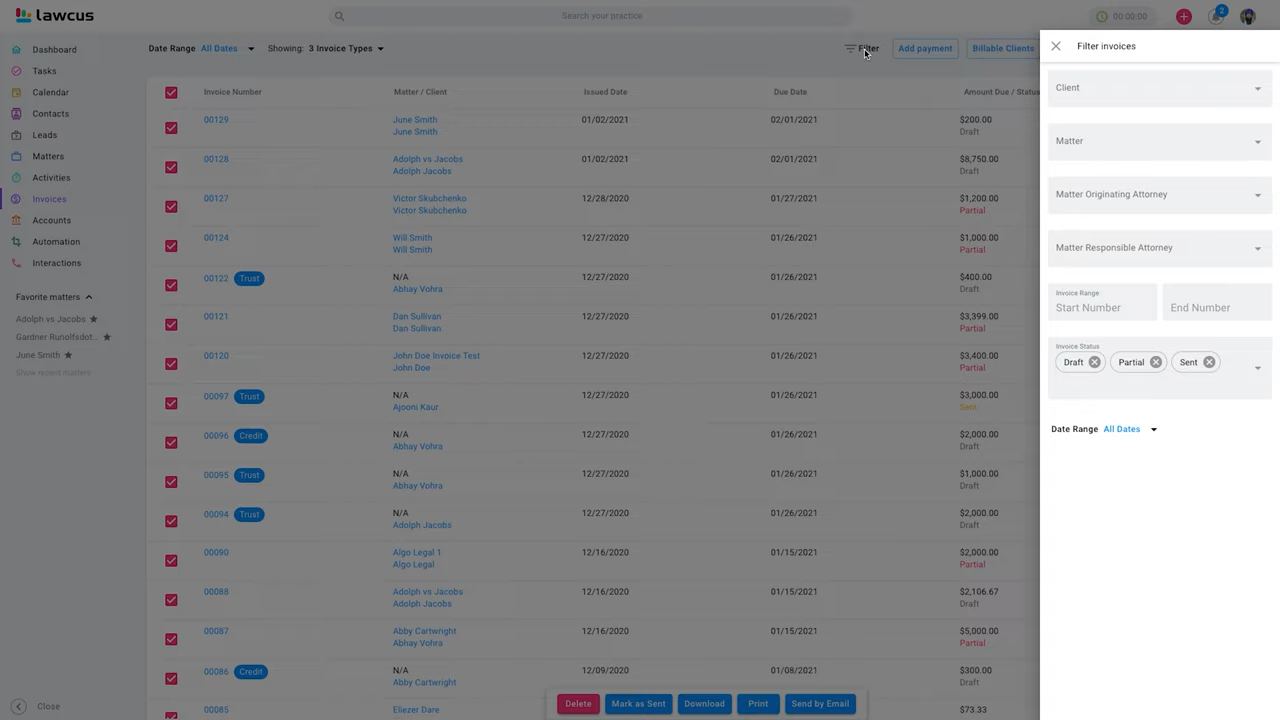 lawcus
Search your practice
00:00:00
2
Dashboard
Tasks
Calendar
Contacts
Leads
Matters
Activities
Invoices
Accounts
Automation
Interactions
Favorite matters
Adolph vs Jacobs
Gardner Runolfsdot..
June Smith
Show recent matters
Close
Date Range All Dates Showing: 3 Invoice Types Filter Add payment Billable Clients
Invoice Number Matter / Client Issued Date Due Date Amount Due / Status
00129 June Smith 01/02/2021 02/01/2021 $200.00
June Smith Draft
00128 Adolph vs Jacobs 01/02/2021 02/01/2021 $8,750.00
Adolph Jacobs Draft
00127 Victor Skubchenko 12/28/2020 01/27/2021 $1,200.00
Victor Skubchenko Partial
00124 Will Smith 12/27/2020 01/26/2021 $1,000.00
Will Smith Partial
00122 Trust N/A 12/27/2020 01/26/2021 $400.00
Abhay Vohra Draft
00121 Dan Sullivan 12/27/2020 01/26/2021 $3,399.00
Dan Sullivan Partial
00120 John Doe Invoice Test 12/27/2020 01/26/2021 $3,400.00
John Doe Partial
00097 Trust N/A 12/27/2020 01/26/2021 $3,000.00
Ajooni Kaur Sent
00096 Credit N/A 12/27/2020 01/26/2021 $2,000.00
Abhay Vohra Draft
00095 Trust N/A 12/27/2020 01/26/2021 $1,000.00
Abhay Vohra Draft
00094 Trust N/A 12/27/2020 01/26/2021 $2,000.00
Adolph Jacobs Draft
00090 Algo Legal 1 12/16/2020 01/15/2021 $2,000.00
Algo Legal Partial
00088 Adolph vs Jacobs 12/16/2020 01/15/2021 $2,106.67
Adolph Jacobs Draft
00087 Abby Cartwright 12/16/2020 01/15/2021 $5,000.00
Abhay Vohra Partial
00086 Credit N/A 12/09/2020 01/08/2021 $300.00
Abby Cartwright Draft
00085 Eliezer Dare $73.33
Delete Mark as Sent Download Print Send by Email
Filter invoices
Client
Matter
Matter Originating Attorney
Matter Responsible Attorney
Invoice Range
Start Number End Number
Invoice Status
Draft Partial Sent
Date Range All Dates